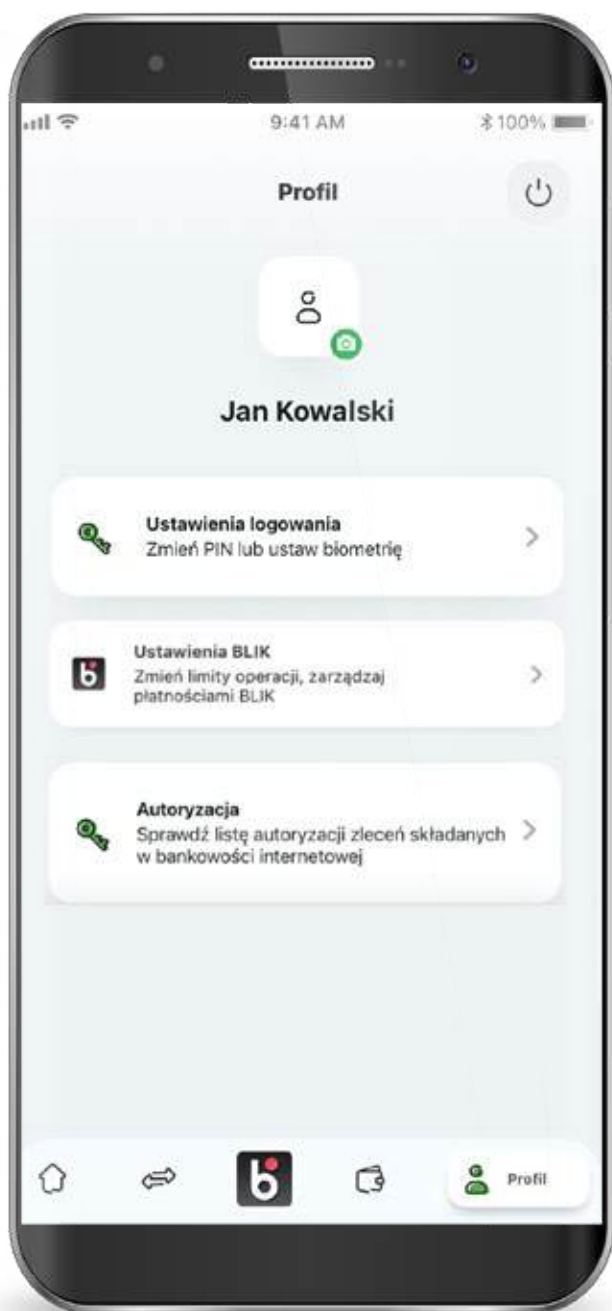 9:41 AM
100%
Profil
Jan Kowalski
Ustawienia logowania
Zmień PIN lub ustaw biometrię
Ustawienia BLIK
Zmień limity operacji, zarządzaj
płatnościami BLIK
Autoryzacja
Sprawdź listę autoryzacji zleceń składanych
w bankowości internetowej
Profil